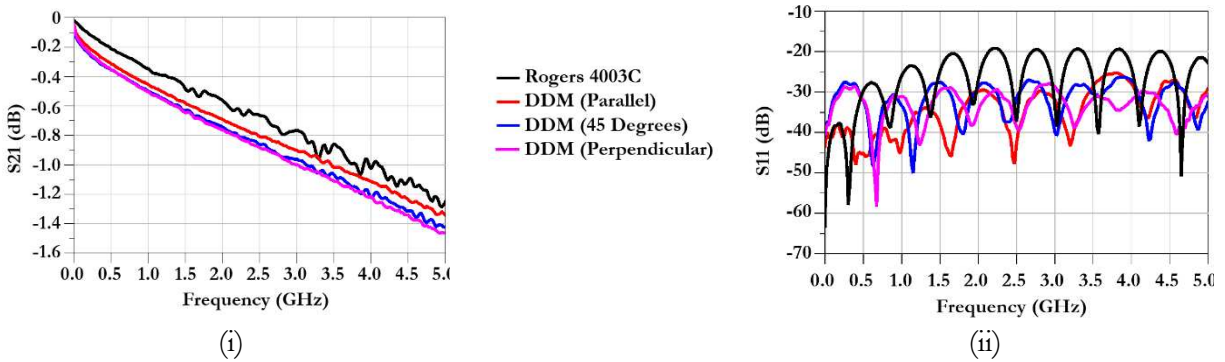 0
-0.2
-0.4
-0.6
-0.8
-1.0
-1.2
-1.4
-1.6
S21 (dB)
0.0 0.5 1.0 1.5 2.0 2.5 3.0 3.5 4.0 4.5 5.0
Frequency (GHz)
(i)
Rogers 4003C
DDM (Parallel)
DDM (45 Degrees)
DDM (Perpendicular)
-10
-20
-30
-40
-50
-60
-70
S11 (dB)
0.0 0.5 1.0 1.5 2.0 2.5 3.0 3.5 4.0 4.5 5.0
Frequency (GHz)
(ii)